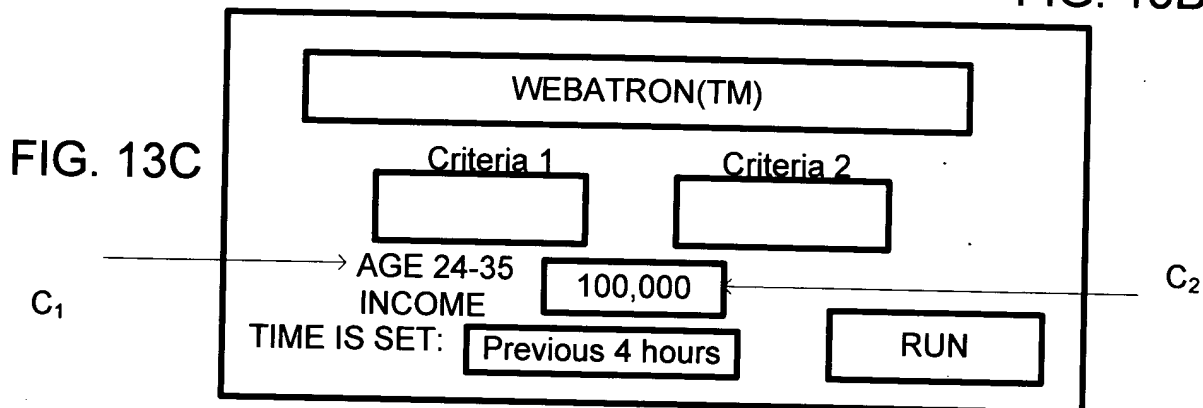 WEBATRON(TM)
FIG. 13C
Criteria 1 Criteria 2
AGE 24-35
INCOME
100,000
C₁
C₂
TIME IS SET: Previous 4 hours
RUN